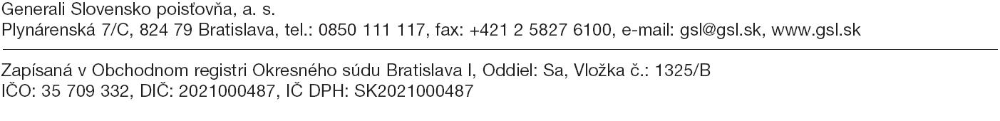 Generali Slovensko poisťovňa, a. s.
Plynárenská 7/C, 824 79 Bratislava, tel.: 0850 111 117, fax: +421 2 5827 6100, e-mail: gsl@gsl.sk, www.gsl.sk
Zapísaná v Obchodnom registri Okresného súdu Bratislava I, Oddiel: Sa, Vložka č.: 1325/B
IČO: 35 709 332, DIČ: 2021000487, IČ DPH: SK2021000487